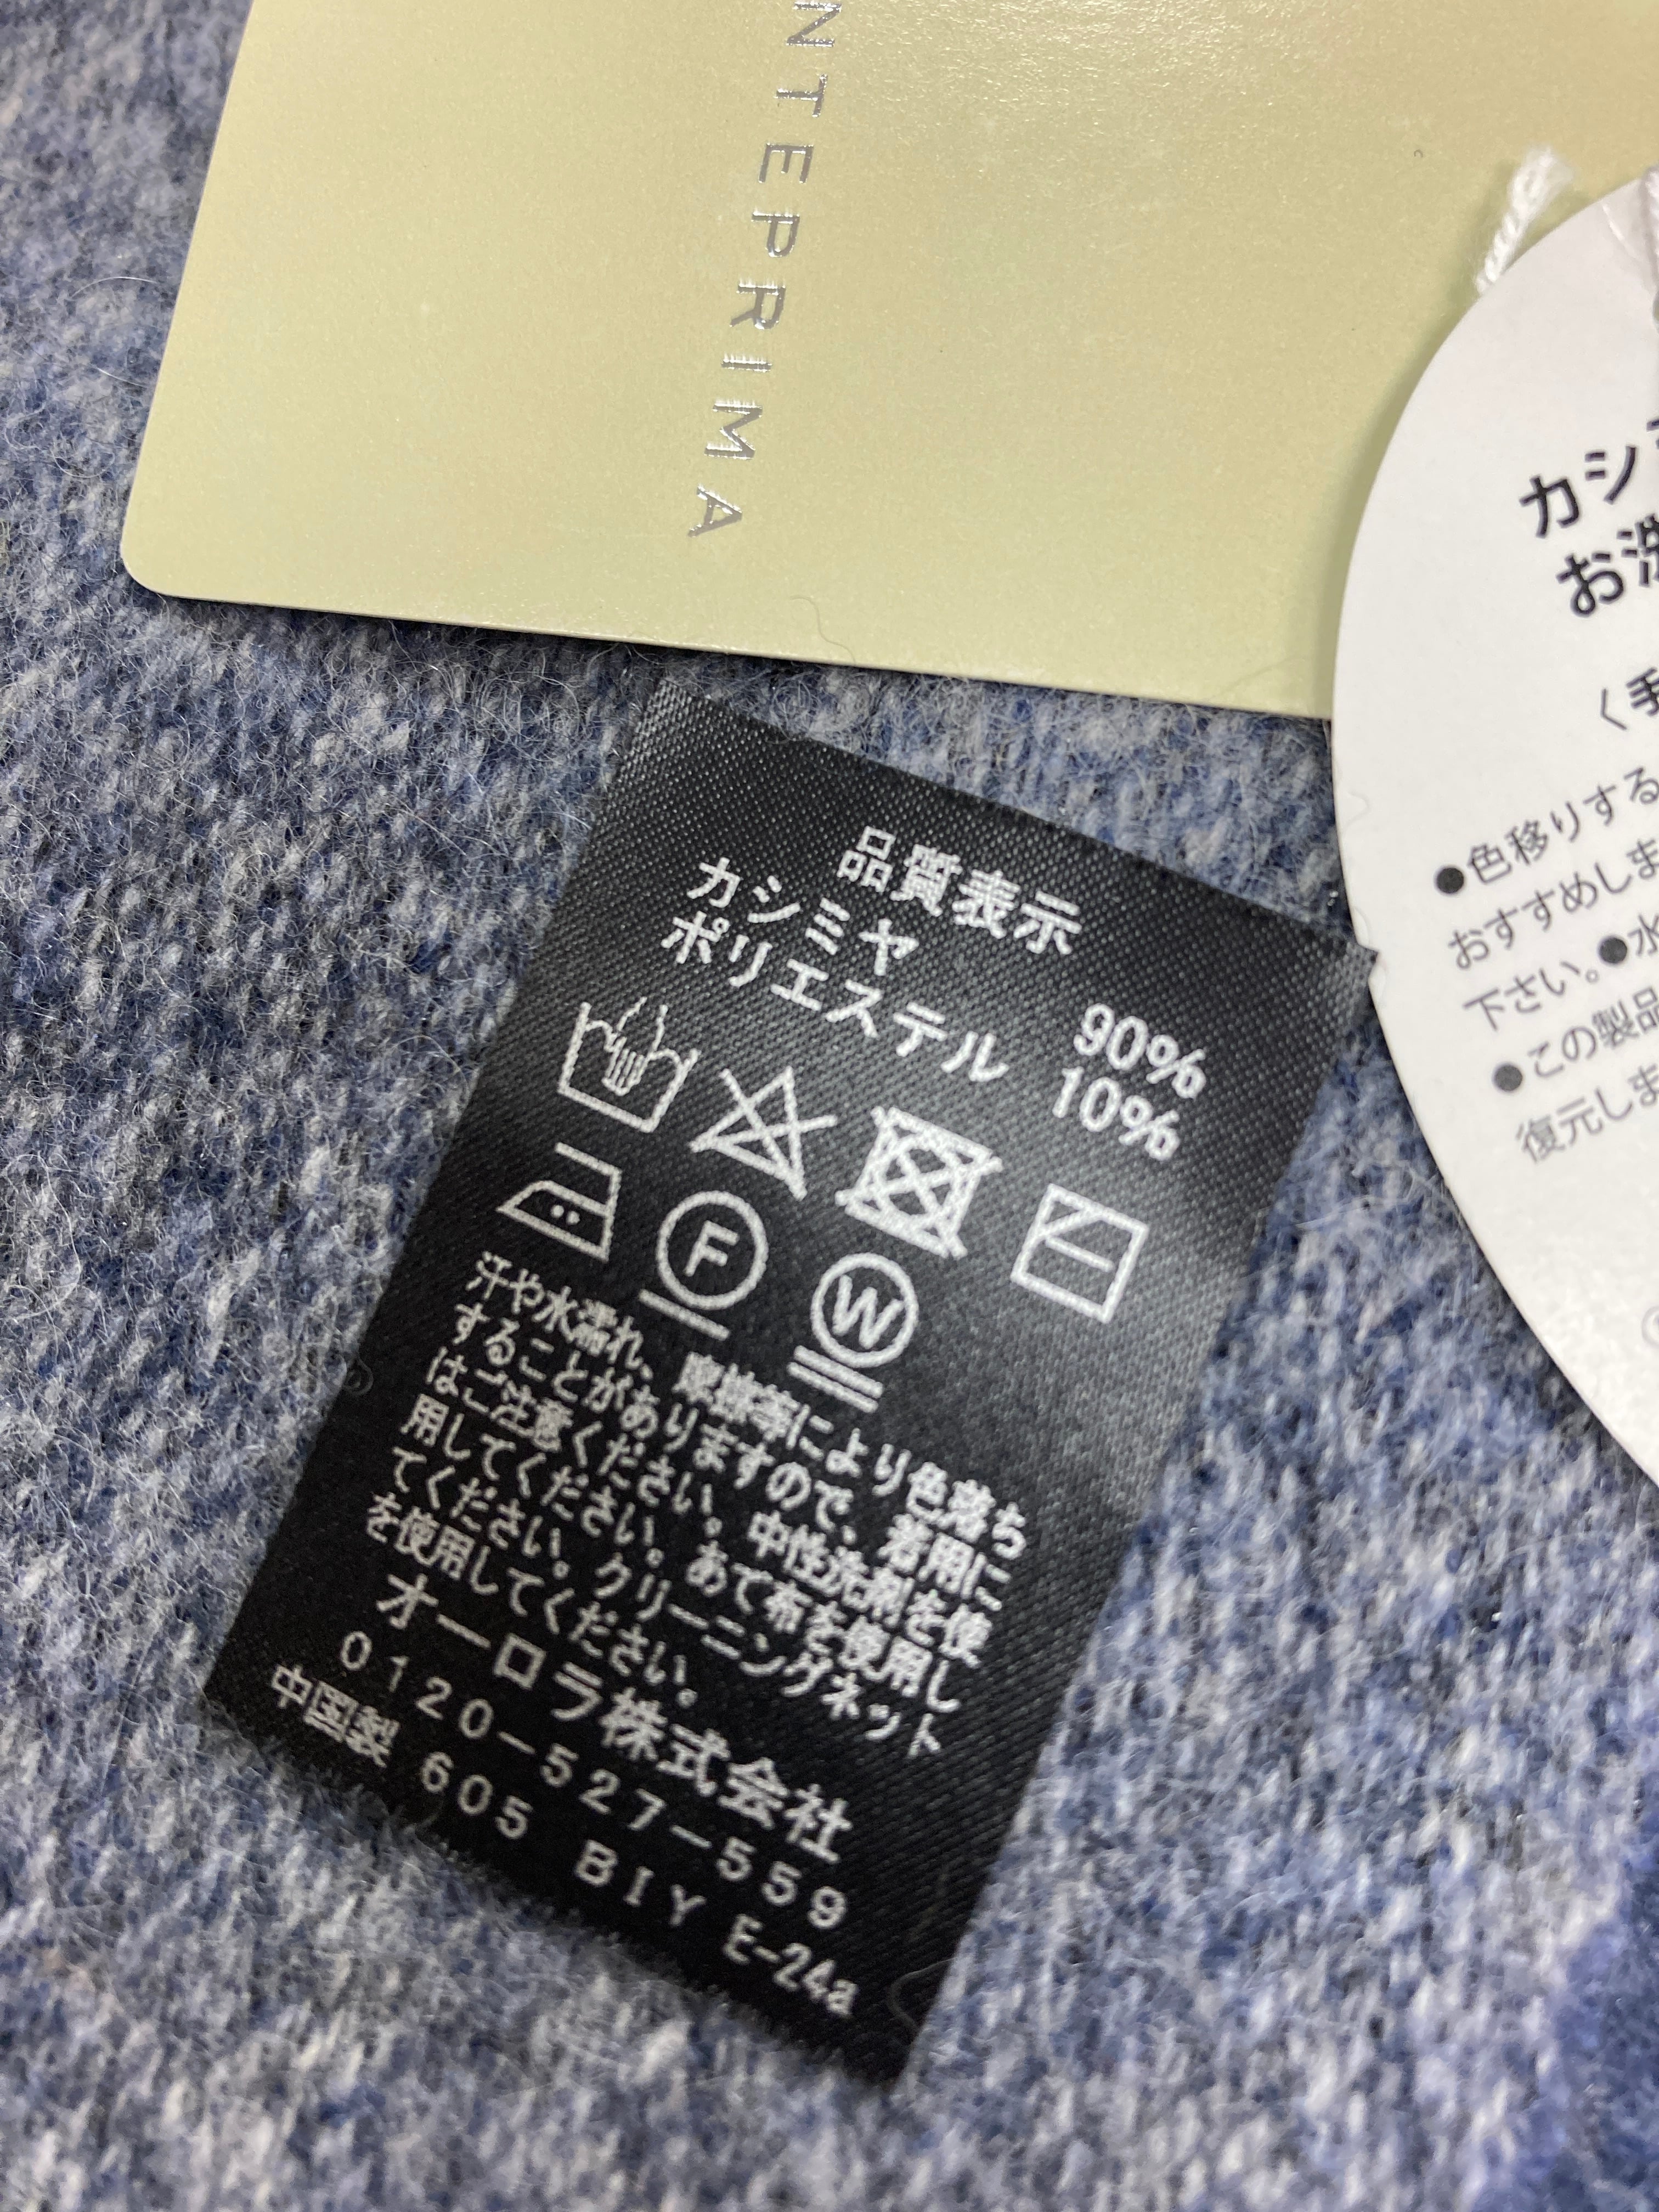 NTEPRIMA
カシ
お洗
〈手
●色移りする
おすすめしま
下さい。●水
●この製品
復元しま
品質表示
カシミヤ 90%
ポリエステル 10%
F
W
汗や水濡れ、摩擦等により色落ち
することがありますので、着用に
はご注意ください。中性洗剤を使
用してください。あて布を使用し
てください。クリーニングネット
を使用してください。
オーロラ株式会社
0120-527-559
中国製 605 BIY E-24a